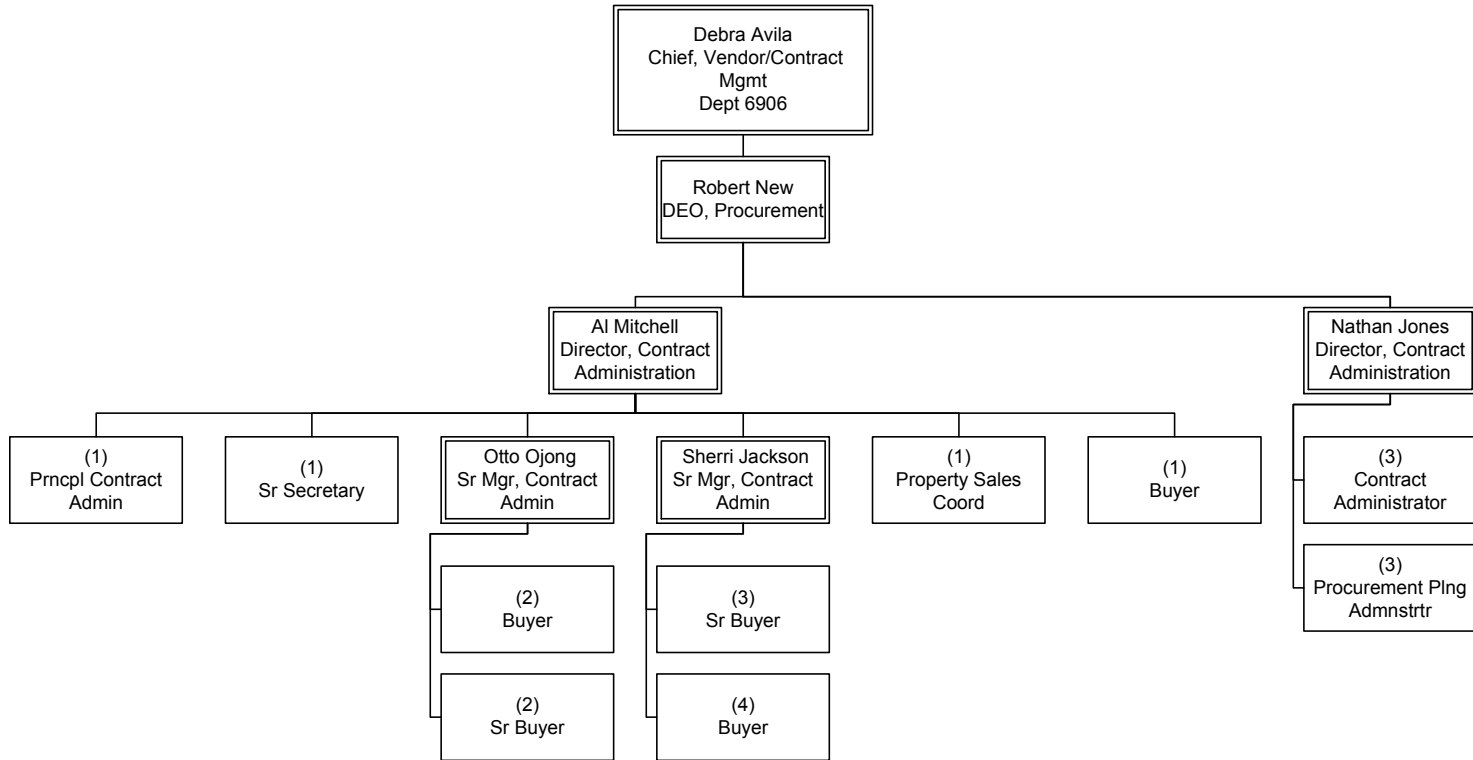 Debra Avila
Chief, Vendor/Contract
Mgmt
Dept 6906
Robert New
DEO, Procurement
Al Mitchell
Director, Contract
Administration
Nathan Jones
Director, Contract
Administration
(1)
Prncpl Contract
Admin
(1)
Sr Secretary
Otto Ojong
Sr Mgr, Contract
Admin
Sherri Jackson
Sr Mgr, Contract
Admin
(1)
Property Sales
Coord
(1)
Buyer
(3)
Contract
Administrator
(2)
Buyer
(3)
Sr Buyer
(3)
Procurement Plng
Admnstrtr
(2)
Sr Buyer
(4)
Buyer